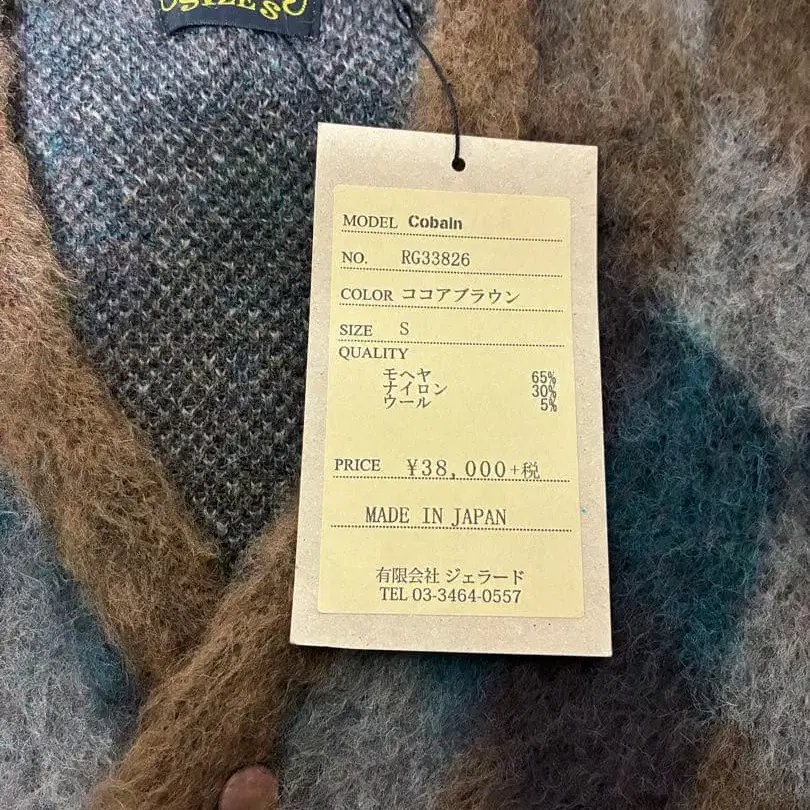 SIZE S
MODEL Cobain
NO. RG33826
COLOR ココアブラウン
SIZE S
QUALITY
モヘヤ 65%
ナイロン 30%
ウール 5%
PRICE ¥38,000+税
MADE IN JAPAN
有限会社 ジェラード
TEL 03-3464-0557